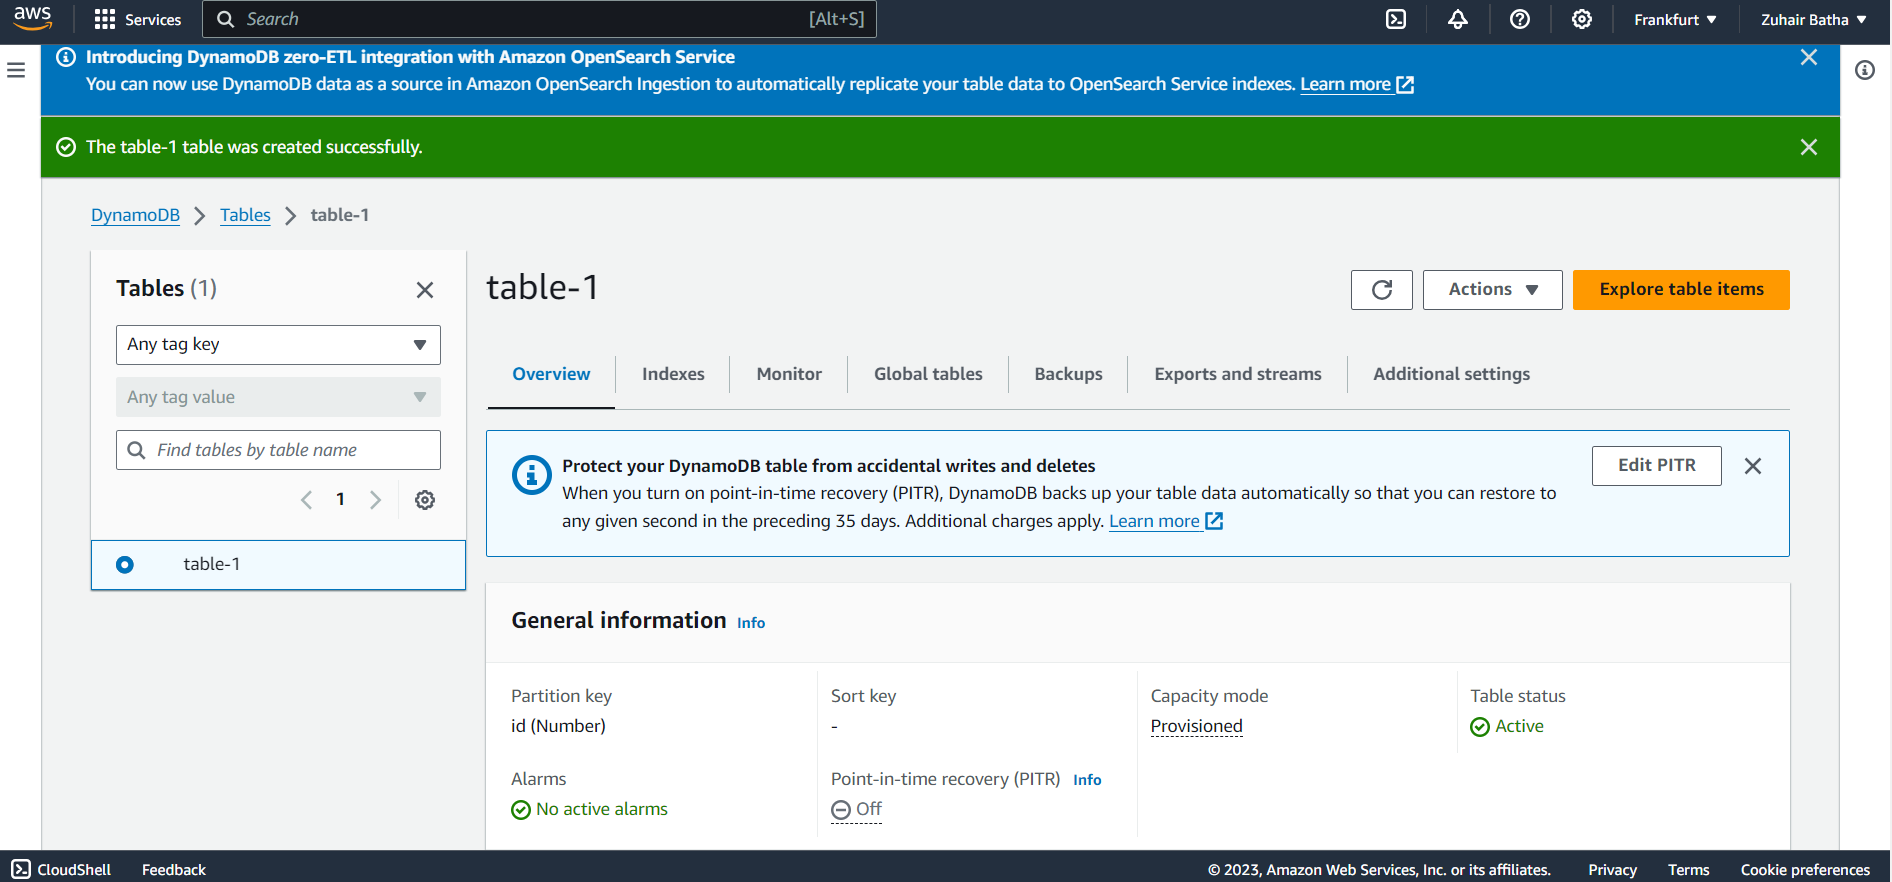 aws
Services
Search
[Alt+S]
Frankfurt
Zuhair Batha
Introducing DynamoDB zero-ETL integration with Amazon OpenSearch Service
You can now use DynamoDB data as a source in Amazon OpenSearch Ingestion to automatically replicate your table data to OpenSearch Service indexes. Learn more
The table-1 table was created successfully.
DynamoDB
Tables
table-1
Tables (1)
Any tag key
Any tag value
Find tables by table name
1
table-1
table-1
Actions
Explore table items
Overview
Indexes
Monitor
Global tables
Backups
Exports and streams
Additional settings
Protect your DynamoDB table from accidental writes and deletes
When you turn on point-in-time recovery (PITR), DynamoDB backs up your table data automatically so that you can restore to
any given second in the preceding 35 days. Additional charges apply. Learn more
Edit PITR
General information Info
Partition key
id (Number)
Sort key
-
Capacity mode
Provisioned
Table status
Active
Alarms
No active alarms
Point-in-time recovery (PITR) Info
Off
CloudShell
Feedback
© 2023, Amazon Web Services, Inc. or its affiliates.
Privacy
Terms
Cookie preferences